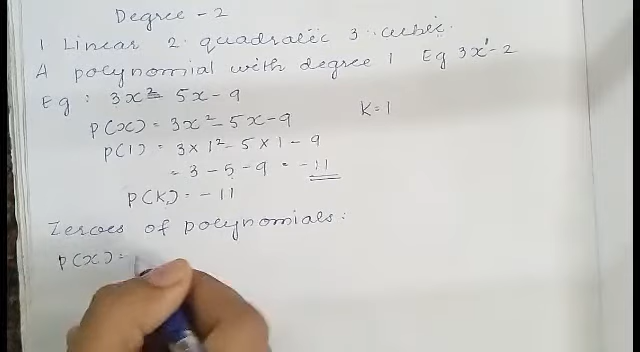 Degree - 2
1 Linear 2. quadratic 3. cubic.
A polynomial with degree 1 Eg 3x¹ - 2
Eg : 3x² - 5x - 9
p(x) = 3x² - 5x - 9 K = 1
p(1) = 3 × 1² - 5 × 1 - 9
= 3 - 5 - 9 = -11
p(K) = -11
Zeroes of polynomials:
p(x) =